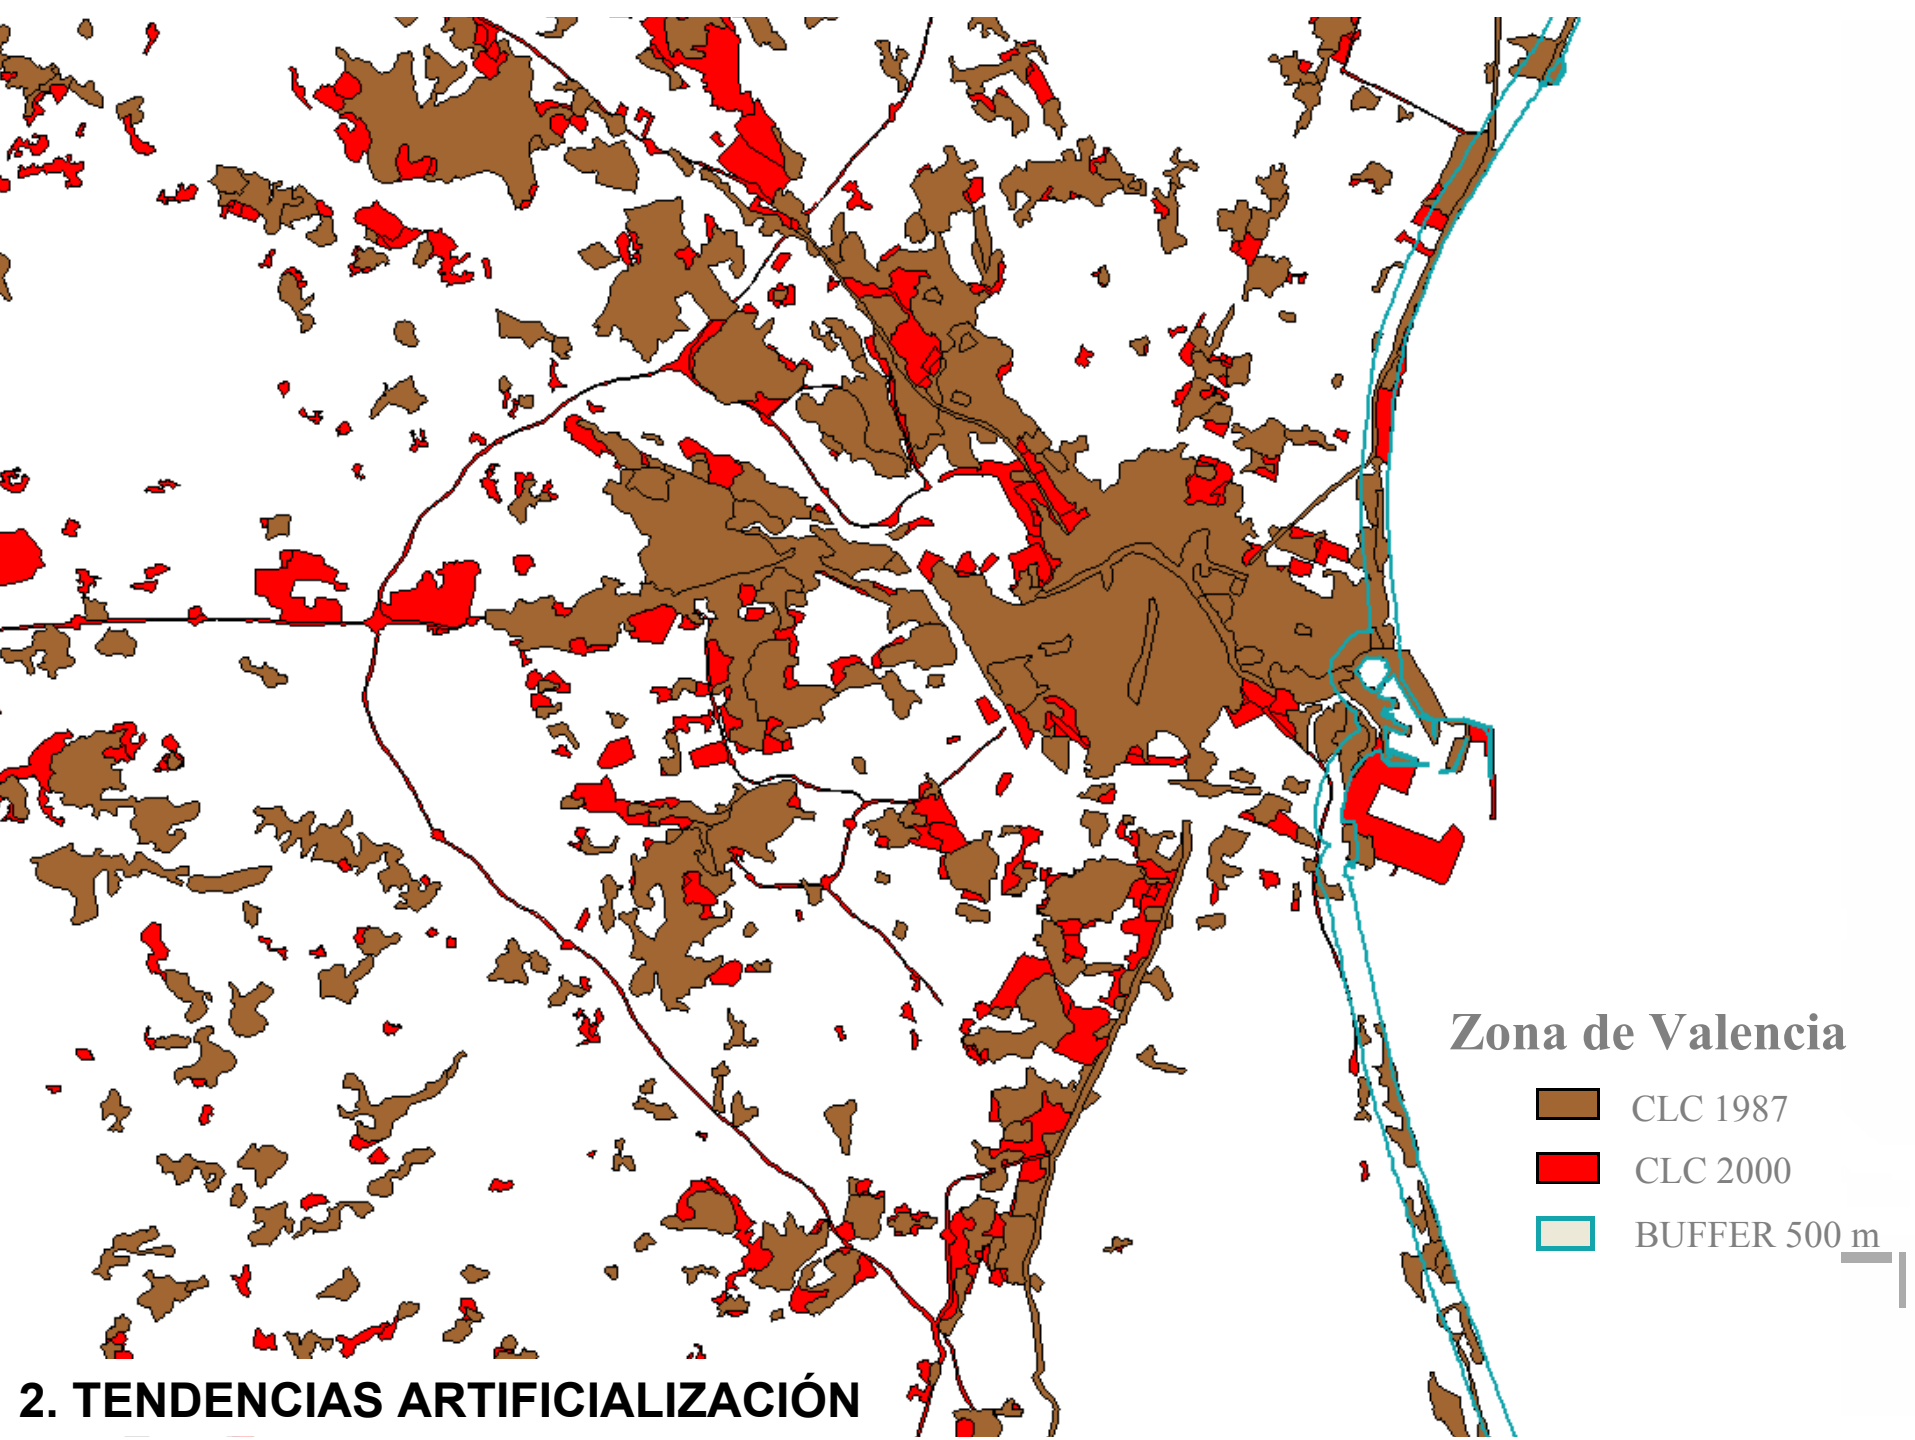 Zona de Valencia
CLC 1987
CLC 2000
BUFFER 500 m
2. TENDENCIAS ARTIFICIALIZACIÓN